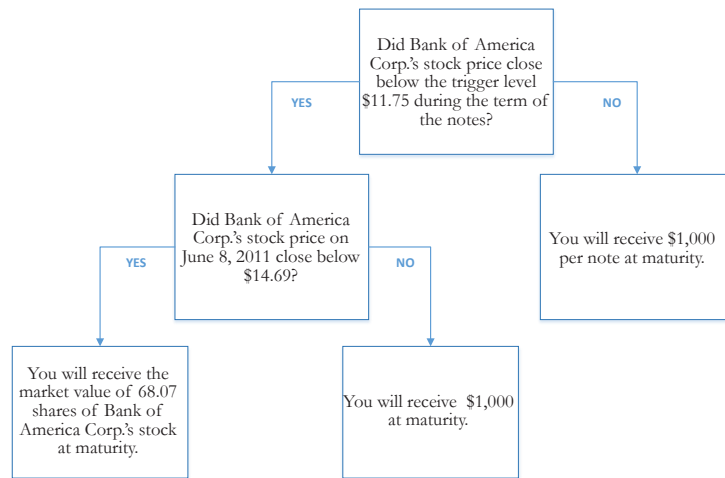 Did Bank of America
Corp.'s stock price close
below the trigger level
$11.75 during the term of
the notes?
YES
NO
Did Bank of America
Corp.'s stock price on
June 8, 2011 close below
$14.69?
You will receive $1,000
per note at maturity.
YES
NO
You will receive the
market value of 68.07
shares of Bank of
America Corp.'s stock
at maturity.
You will receive $1,000
at maturity.